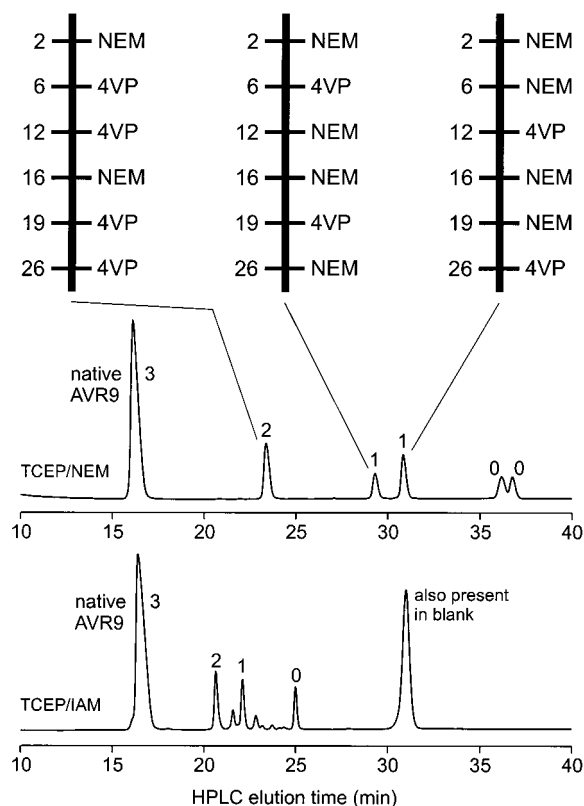 2 NEM 2 NEM 2 NEM
6 4VP 6 4VP 6 NEM
12 4VP 12 NEM 12 4VP
16 NEM 16 NEM 16 NEM
19 4VP 19 4VP 19 NEM
26 4VP 26 NEM 26 4VP
native
AVR9
3
2
1
1
0 0
TCEP/NEM
10 15 20 25 30 35 40
native
AVR9
3
2
1
0
also present
in blank
TCEP/IAM
10 15 20 25 30 35 40
HPLC elution time (min)